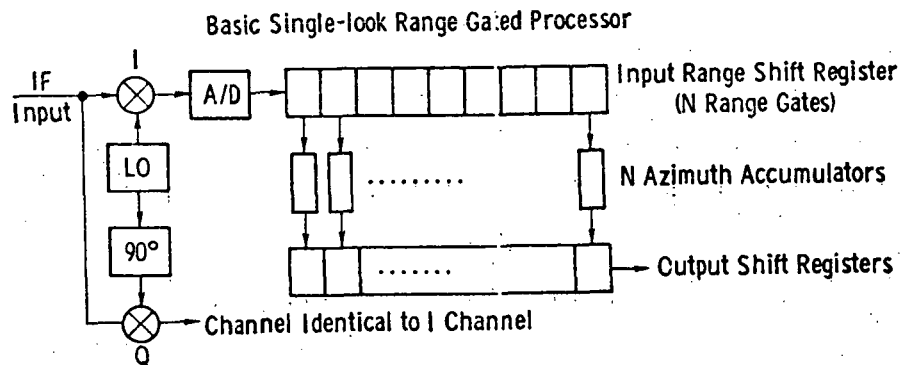 Basic Single-look Range Gated Processor
I
IF
Input
A/D
Input Range Shift Register
(N Range Gates)
LO
N Azimuth Accumulators
90°
Output Shift Registers
Channel Identical to I Channel
Q